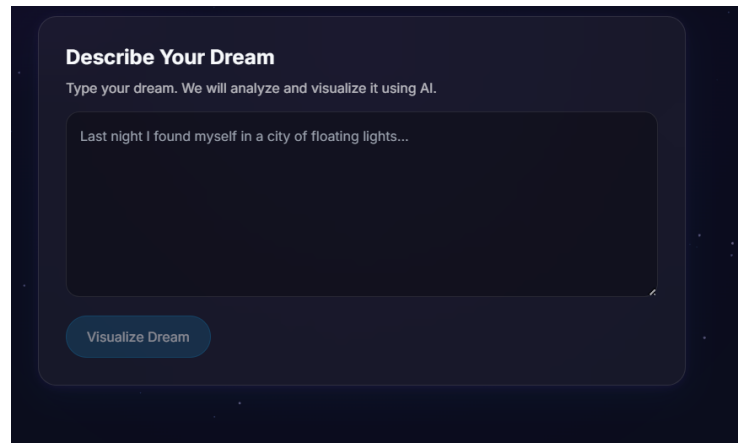 Describe Your Dream
Type your dream. We will analyze and visualize it using AI.
Last night I found myself in a city of floating lights...
Visualize Dream